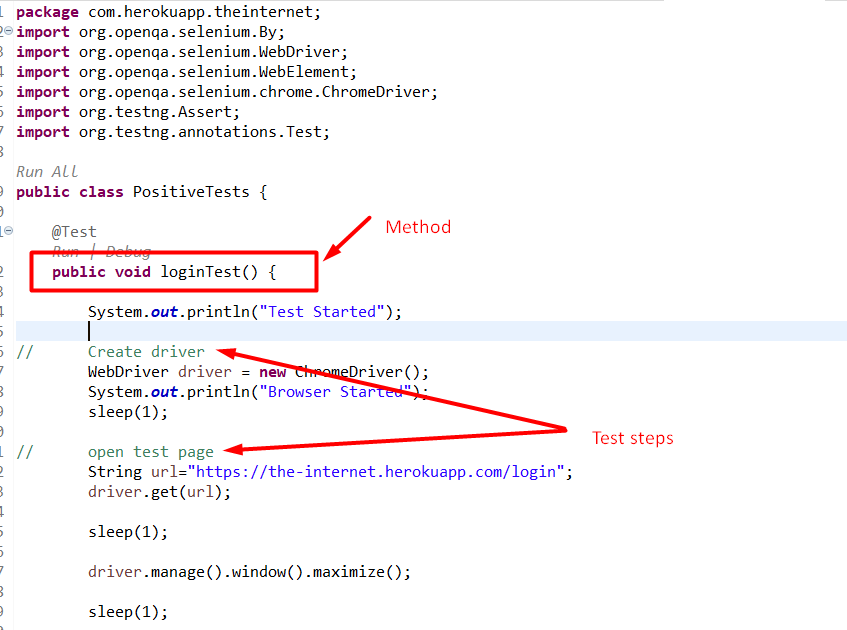 package com.herokuapp.theinternet;
import org.openqa.selenium.By;
import org.openqa.selenium.WebDriver;
import org.openqa.selenium.WebElement;
import org.openqa.selenium.chrome.ChromeDriver;
import org.testng.Assert;
import org.testng.annotations.Test;
Run All
public class PositiveTests {
@Test
Method
Run | Debug
public void loginTest() {
System.out.println("Test Started");
// Create driver
WebDriver driver = new ChromeDriver();
System.out.println("Browser Started");
sleep(1);
Test steps
// open test page
String url="https://the-internet.herokuapp.com/login";
driver.get(url);
sleep(1);
driver.manage().window().maximize();
sleep(1);